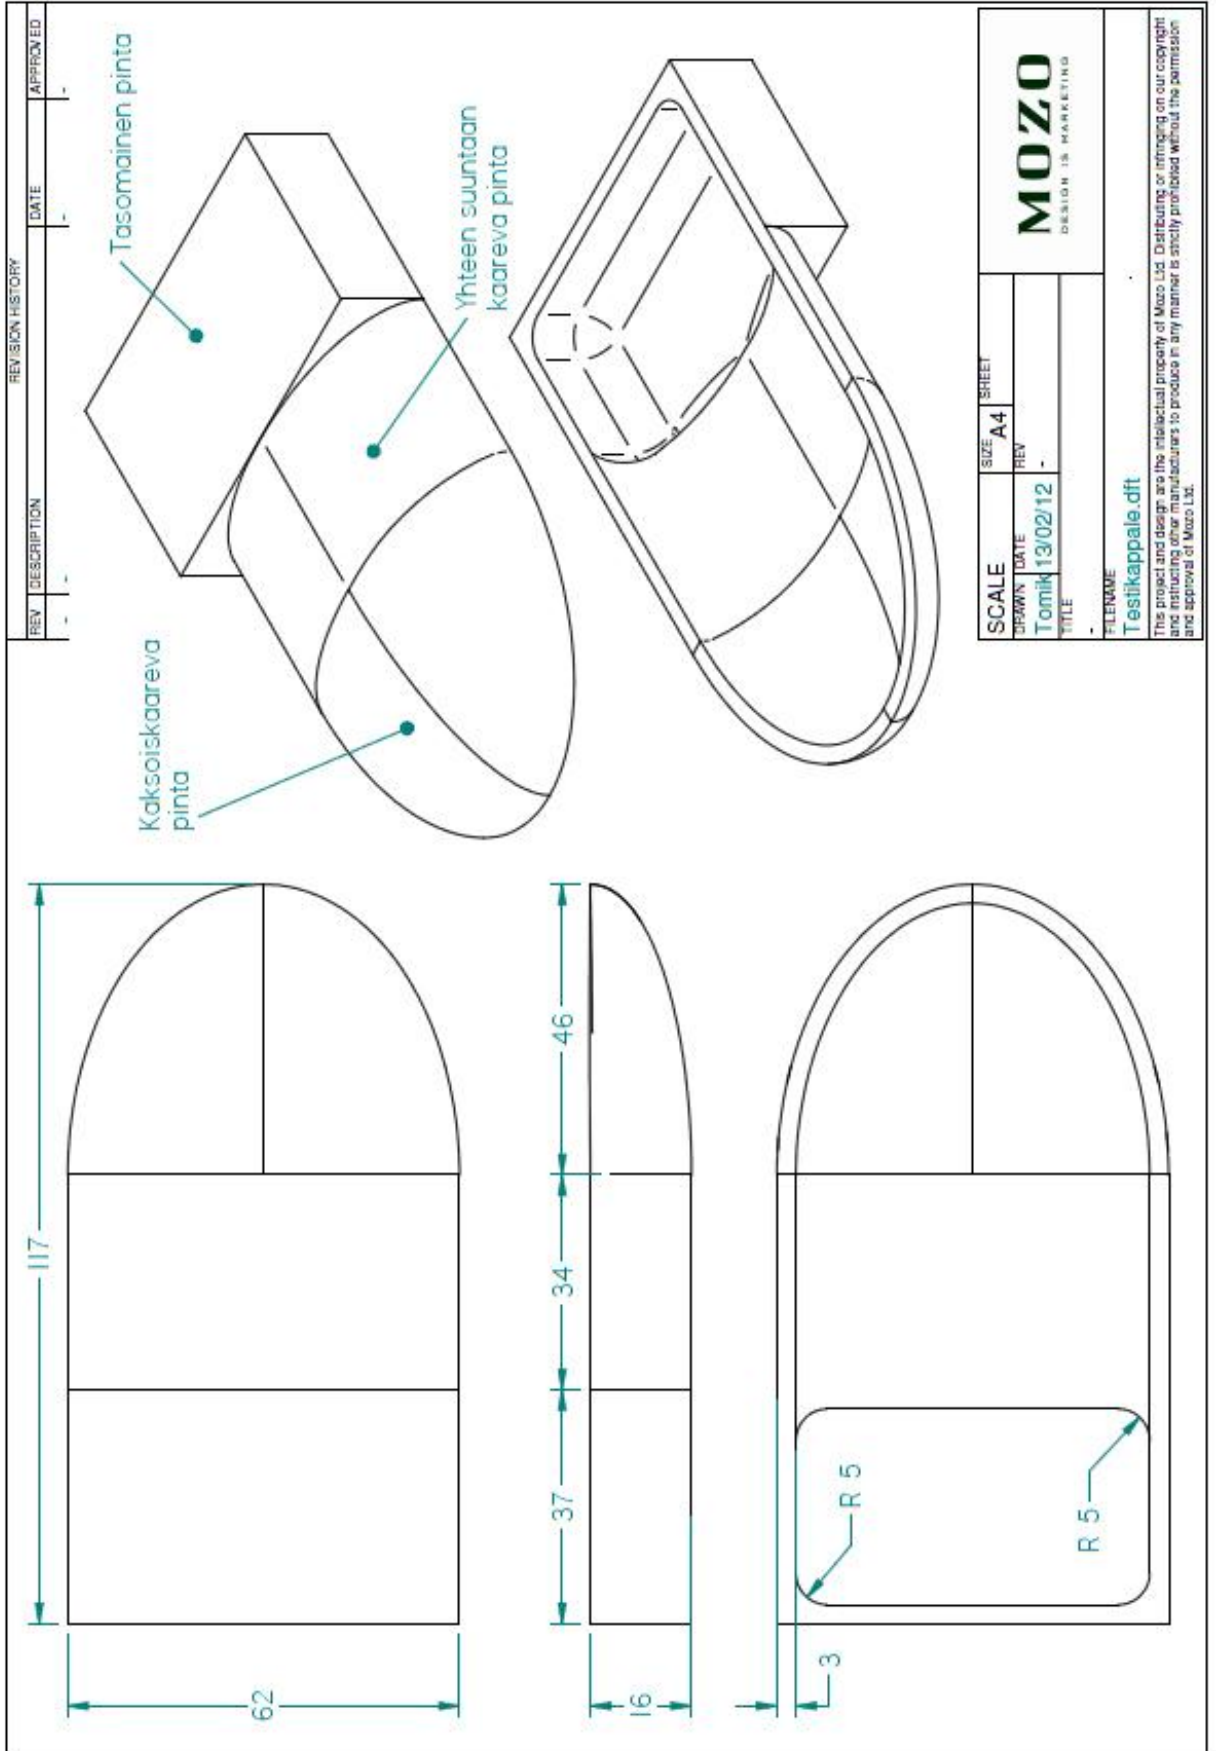 REVISION HISTORY
REV DESCRIPTION DATE APPROVED
- - - -
Tasomainen pinta
Yhteen suuntaan
kaareva pinta
Kaksoiskaareva
pinta
117
62
46
34
37
16
3
R 5
R 5
SCALE
SIZE A4
SHEET
DRAWN Tomik
DATE 13/02/12
REV -
TITLE
-
FILENAME
Testikappale.dft
MOZO
DESIGN IS MARKETING
This project and design are the intellectual property of Mozo Ltd. Distributing or infringing on our copyright
and instructing other manufacturers to produce in any manner is strictly prohibited without the permission
and approval of Mozo Ltd.